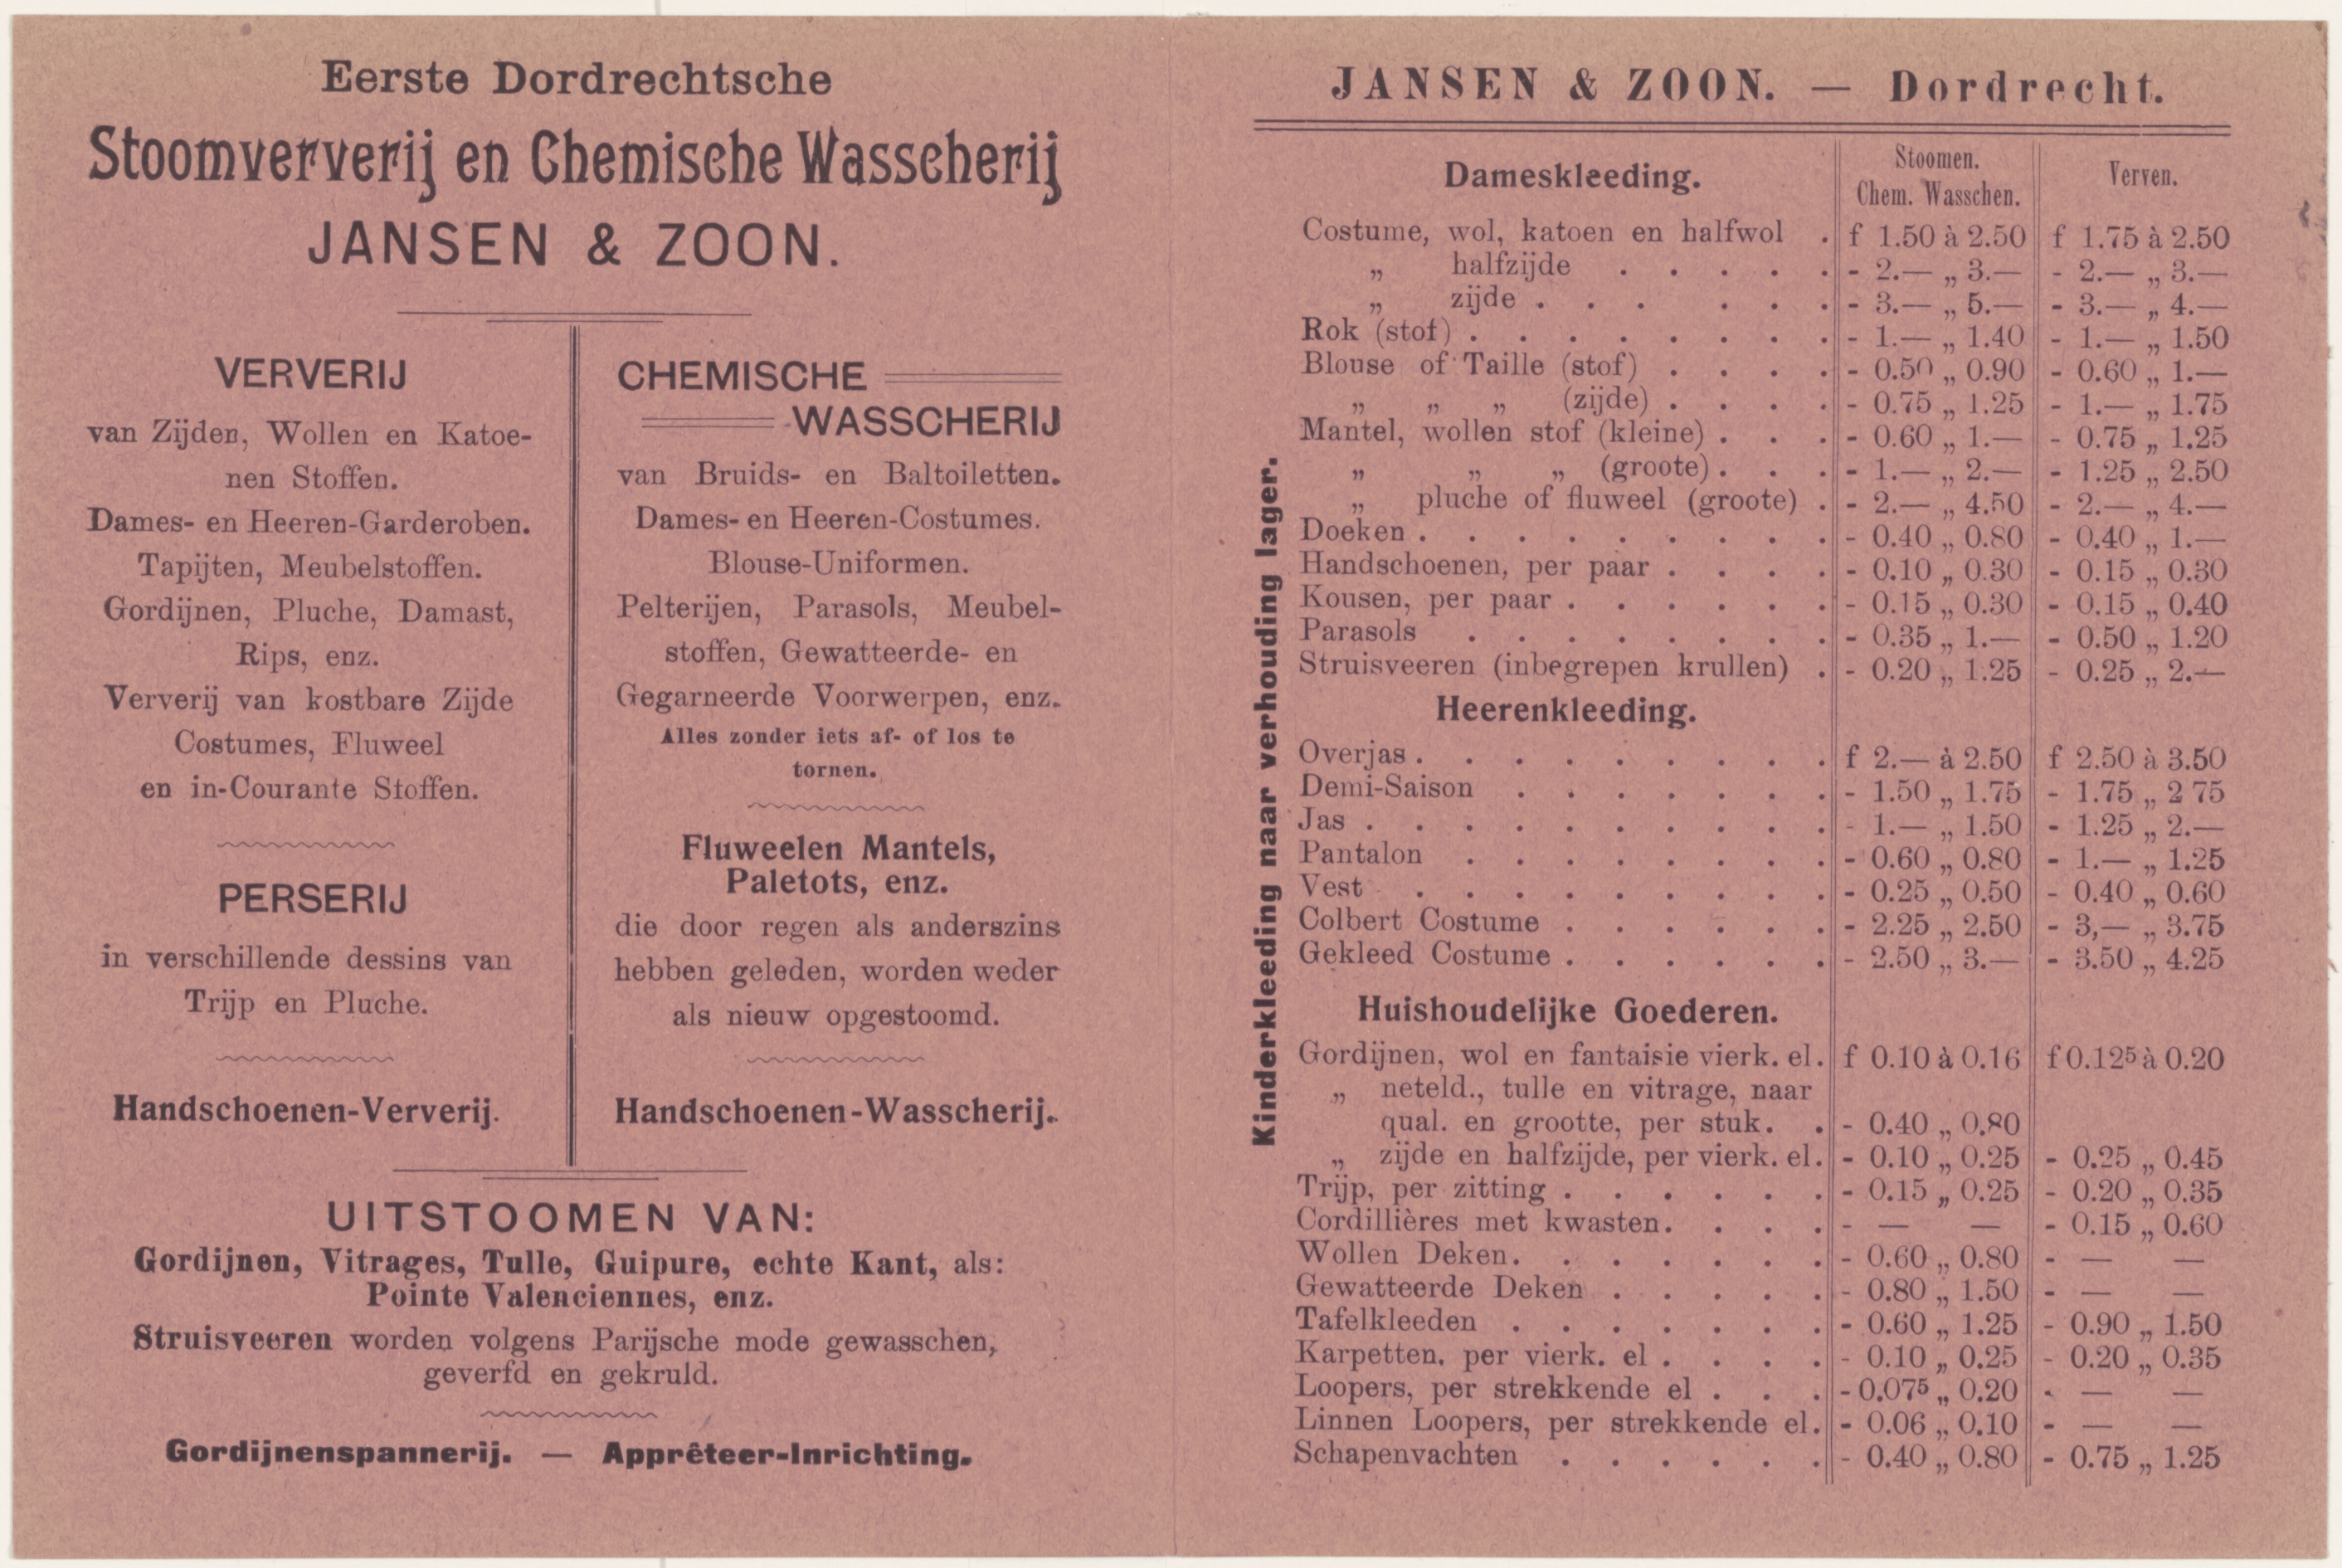 Eerste Dordrechtsche
Stoomververij en Chemische Wasscherij
JANSEN & ZOON.
VERVERIJ
van Zijden, Wollen en Katoe-
nen Stoffen.
Dames- en Heeren-Garderoben.
Tapijten, Meubelstoffen.
Gordijnen, Pluche, Damast,
Rips, enz.
Ververij van kostbare Zijde
Costumes, Fluweel
en in-Courante Stoffen.
PERSERIJ
in verschillende dessins van
Trijp en Pluche.
Handschoenen-Ververij.
CHEMISCHE
WASSCHERIJ
van Bruids- en Baltoiletten.
Dames- en Heeren-Costumes.
Blouse-Uniformen.
Pelterijen, Parasols, Meubel-
stoffen, Gewatteerde- en
Gegarneerde Voorwerpen, enz.
Alles zonder iets af- of los te
tornen.
Fluweelen Mantels,
Paletots, enz.
die door regen als anderszins
hebben geleden, worden weder
als nieuw opgestoomd.
Handschoenen-Wasscherij.
UITSTOOMEN VAN:
Gordijnen, Vitrages, Tulle, Guipure, echte Kant, als:
Pointe Valenciennes, enz.
Struisveeren worden volgens Parijsche mode gewasschen,
geverfd en gekruld.
Gordijnenspannerij. — Apprêteer-Inrichting.
JANSEN & ZOON. — Dordrecht.
Kinderkleeding naar verhouding lager.
Dameskleeding. Stoomen. Chem. Wasschen. Verven.
Costume, wol, katoen en halfwol . f 1.50 à 2.50 f 1.75 à 2.50
„ halfzijde . . . . . - 2.— „ 3.— - 2.— „ 3.—
„ zijde . . . . . . - 3.— „ 5.— - 3.— „ 4.—
Rok (stof) . . . . . . . . - 1.— „ 1.40 - 1.— „ 1.50
Blouse of Taille (stof) . . . . - 0.50 „ 0.90 - 0.60 „ 1.—
„ „ „ (zijde) . . . . - 0.75 „ 1.25 - 1.— „ 1.75
Mantel, wollen stof (kleine) . . . - 0.60 „ 1.— - 0.75 „ 1.25
„ „ „ (groote) . . . - 1.— „ 2.— - 1.25 „ 2.50
„ pluche of fluweel (groote) . - 2.— „ 4.50 - 2.— „ 4.—
Doeken . . . . . . . . . - 0.40 „ 0.80 - 0.40 „ 1.—
Handschoenen, per paar . . . . - 0.10 „ 0.30 - 0.15 „ 0.30
Kousen, per paar . . . . . . - 0.15 „ 0.30 - 0.15 „ 0.40
Parasols . . . . . . . . - 0.35 „ 1.— - 0.50 „ 1.20
Struisveeren (inbegrepen krullen) . - 0.20 „ 1.25 - 0.25 „ 2.—
Heerenkleeding.
Overjas . . . . . . . . . f 2.— à 2.50 f 2.50 à 3.50
Demi-Saison . . . . . . . - 1.50 „ 1.75 - 1.75 „ 2 75
Jas . . . . . . . . . . - 1.— „ 1.50 - 1.25 „ 2.—
Pantalon . . . . . . . . - 0.60 „ 0.80 - 1.— „ 1.25
Vest . . . . . . . . . - 0.25 „ 0.50 - 0.40 „ 0.60
Colbert Costume . . . . . . - 2.25 „ 2.50 - 3,— „ 3.75
Gekleed Costume . . . . . . - 2.50 „ 3.— - 3.50 „ 4.25
Huishoudelijke Goederen.
Gordijnen, wol en fantaisie vierk. el. f 0.10 à 0.16 f 0.12⁵ à 0.20
„ neteld., tulle en vitrage, naar
qual. en grootte, per stuk. . - 0.40 „ 0.80
„ zijde en halfzijde, per vierk. el. - 0.10 „ 0.25 - 0.25 „ 0.45
Trijp, per zitting . . . . . . - 0.15 „ 0.25 - 0.20 „ 0.35
Cordillières met kwasten. . . . - — — - 0.15 „ 0.60
Wollen Deken. . . . . . . - 0.60 „ 0.80 - — —
Gewatteerde Deken . . . . . - 0.80 „ 1.50 - — —
Tafelkleeden . . . . . . . - 0.60 „ 1.25 - 0.90 „ 1.50
Karpetten. per vierk. el . . . . - 0.10 „ 0.25 - 0.20 „ 0.35
Loopers, per strekkende el . . . - 0.07⁵ „ 0.20 - — —
Linnen Loopers, per strekkende el. - 0.06 „ 0.10 - — —
Schapenvachten . . . . . . - 0.40 „ 0.80 - 0.75 „ 1.25